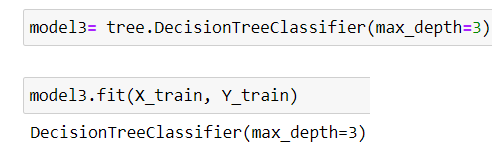 model3= tree.DecisionTreeClassifier(max_depth=3)
model3.fit(X_train, Y_train)
DecisionTreeClassifier(max_depth=3)